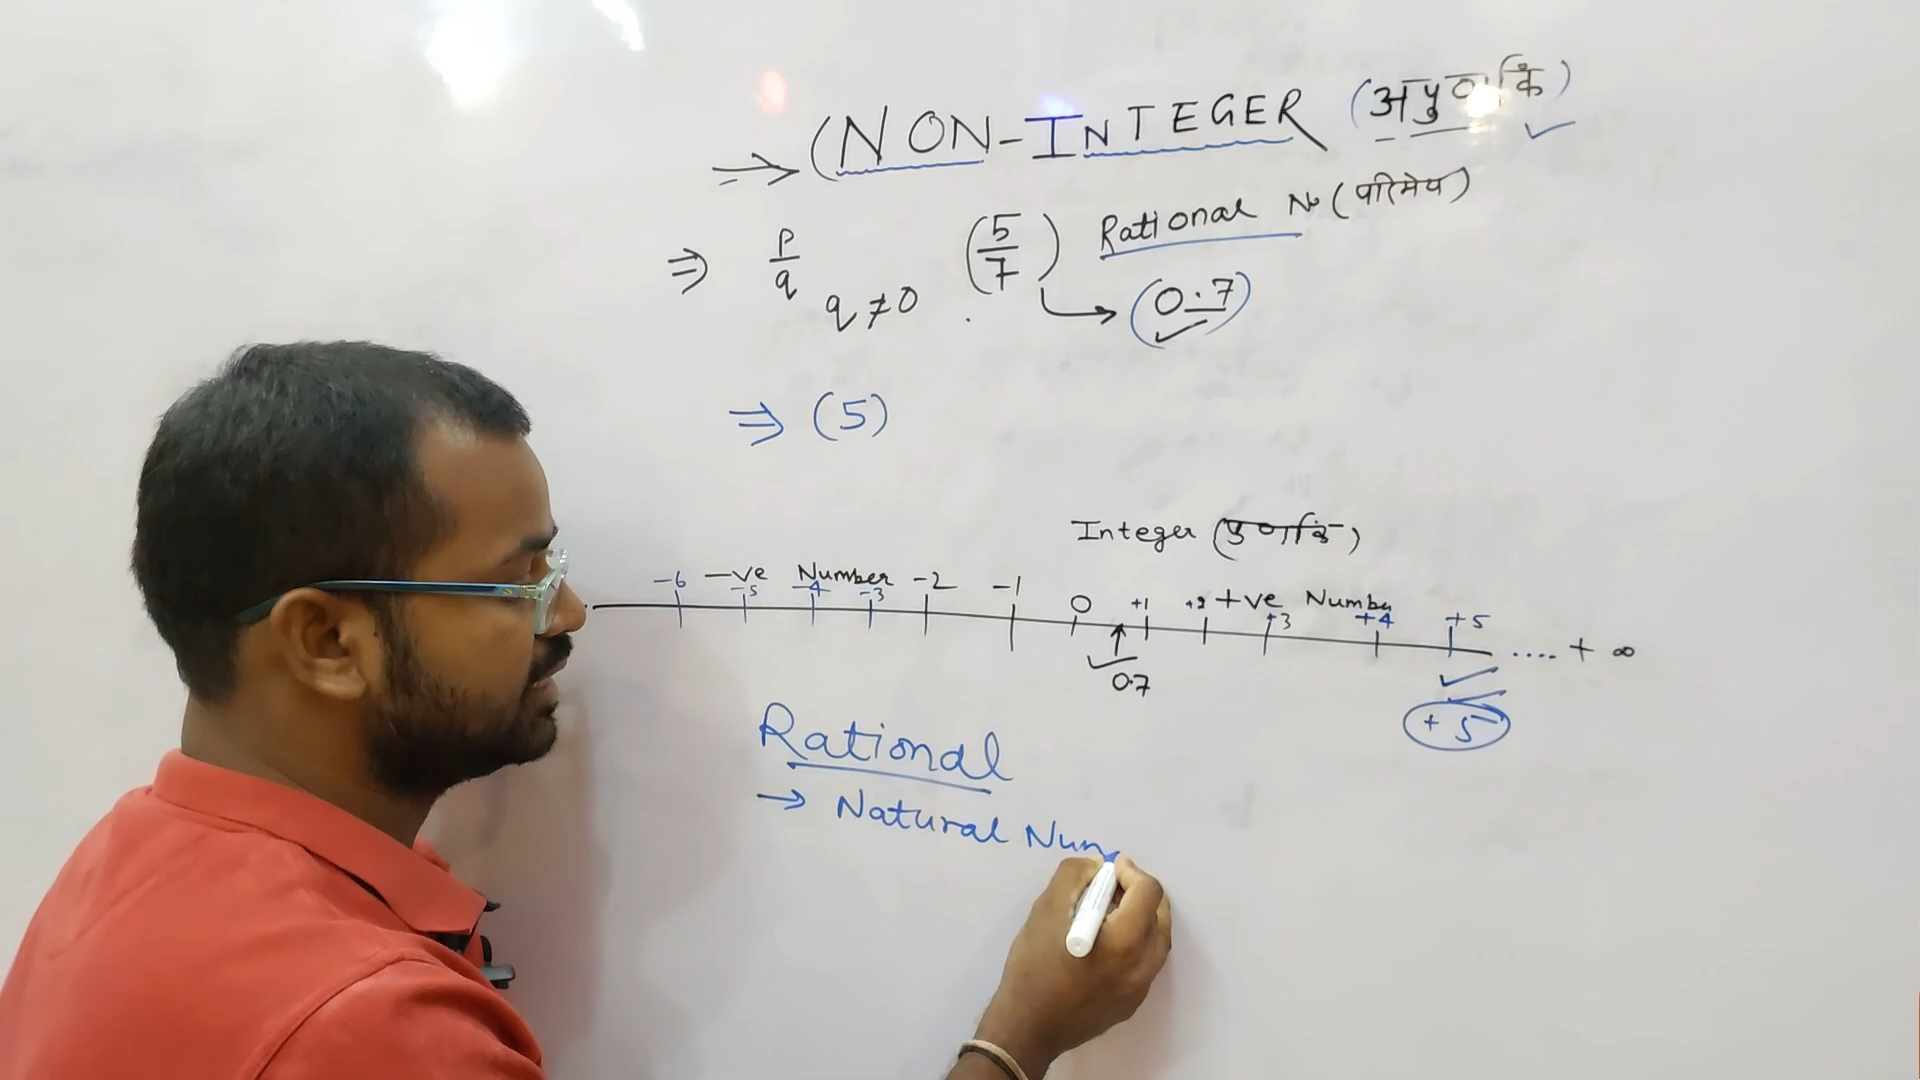 ⇒ (NON-INTEGER (अपुर्णांक)
⇒ p/q q≠0 (5/7) Rational No (परिमेय)
→ (0.7)
⇒ (5)
Integer (पुर्णांक)
-ve Number +ve Number
-6 -5 -4 -3 -2 -1 0 +1 +2 +3 +4 +5 .... + ∞
0.7
+5
Rational
→ Natural Num